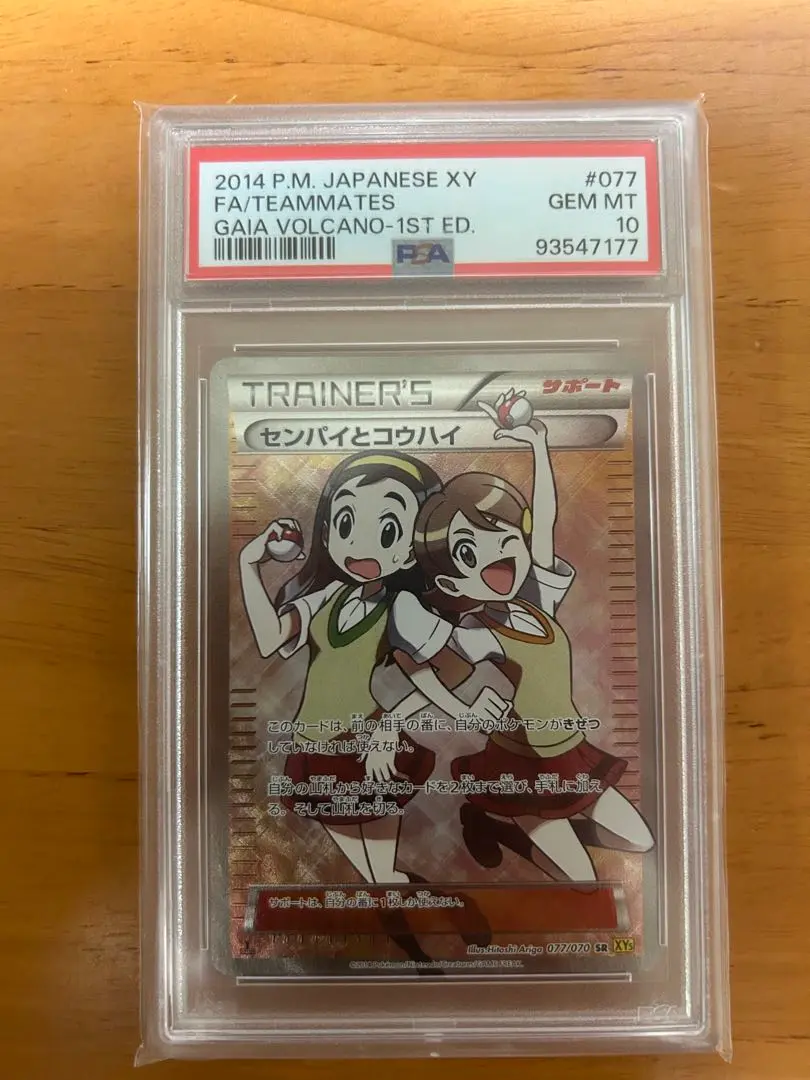 2014 P.M. JAPANESE XY #077
FA/TEAMMATES GEM MT
GAIA VOLCANO-1ST ED. 10
PSA 93547177
TRAINER'S サポート
センパイとコウハイ
このカードは、前の相手の番に、自分のポケモンがきぜつ
していなければ使えない。
自分の山札から好きなカードを2枚まで選び、手札に加え
る。そして山札を切る。
サポートは、自分の番に1枚しか使えない。
Illus.Hitoshi Ariga 077/070 SR XY5
©2014 Pokémon/Nintendo/Creatures/GAME FREAK.